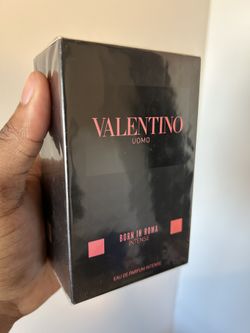 VALENTINO
UOMO
BORN IN ROMA
INTENSE
EAU DE PARFUM INTENSE